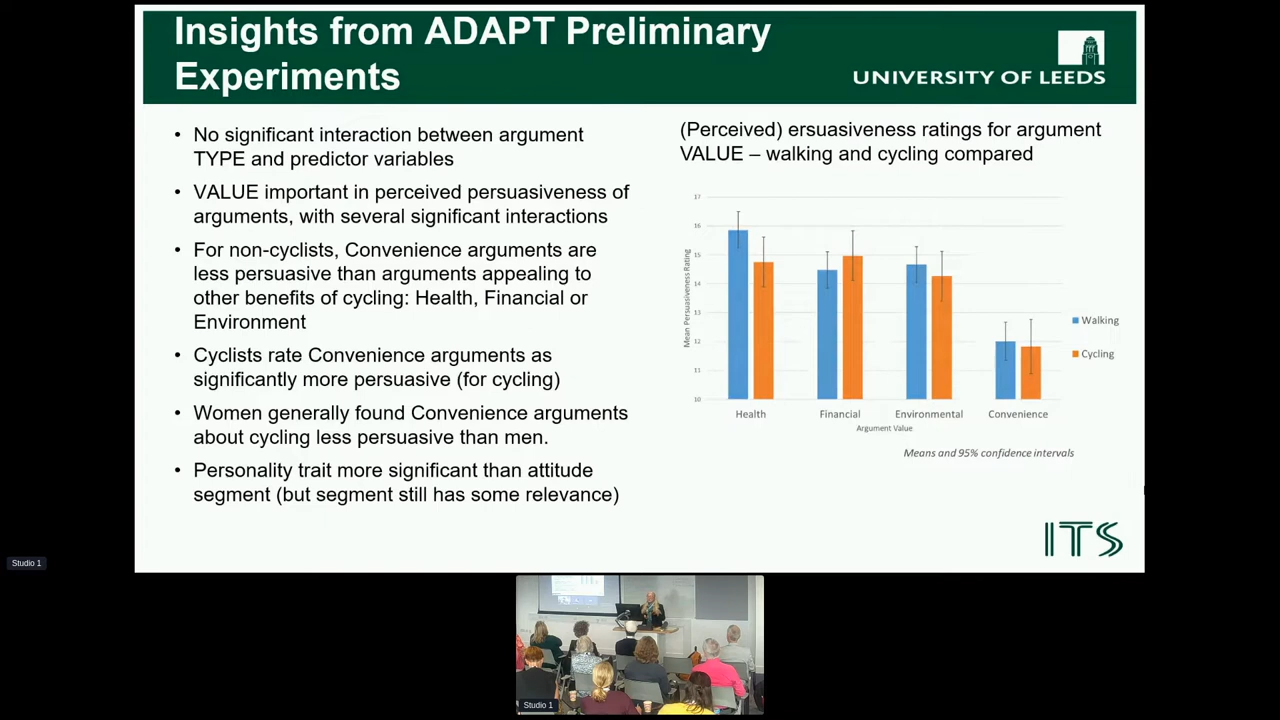 Insights from ADAPT Preliminary
Experiments
UNIVERSITY OF LEEDS
• No significant interaction between argument
TYPE and predictor variables
• VALUE important in perceived persuasiveness of
arguments, with several significant interactions
• For non-cyclists, Convenience arguments are
less persuasive than arguments appealing to
other benefits of cycling: Health, Financial or
Environment
• Cyclists rate Convenience arguments as
significantly more persuasive (for cycling)
• Women generally found Convenience arguments
about cycling less persuasive than men.
• Personality trait more significant than attitude
segment (but segment still has some relevance)
(Perceived) ersuasiveness ratings for argument
VALUE – walking and cycling compared
17
16
15
14
13
12
11
10
Mean Persuasiveness Rating
Health Financial Environmental Convenience
Argument Value
Walking
Cycling
Means and 95% confidence intervals
ITS
Studio 1
Studio 1